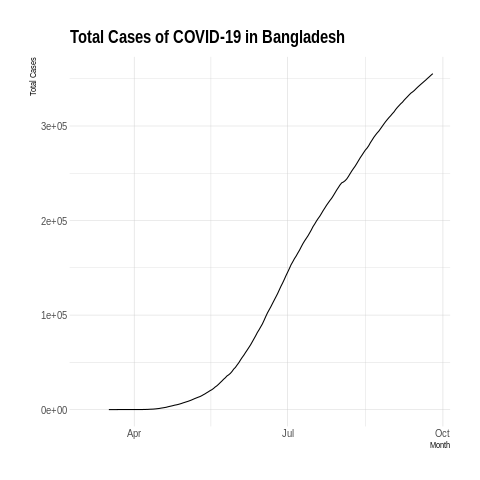 Total Cases of COVID-19 in Bangladesh
Total Cases
3e+05
2e+05
1e+05
0e+00
Apr
Jul
Oct
Month